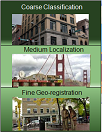 Coarse Classification
Medium Localization
Fine Geo-registration